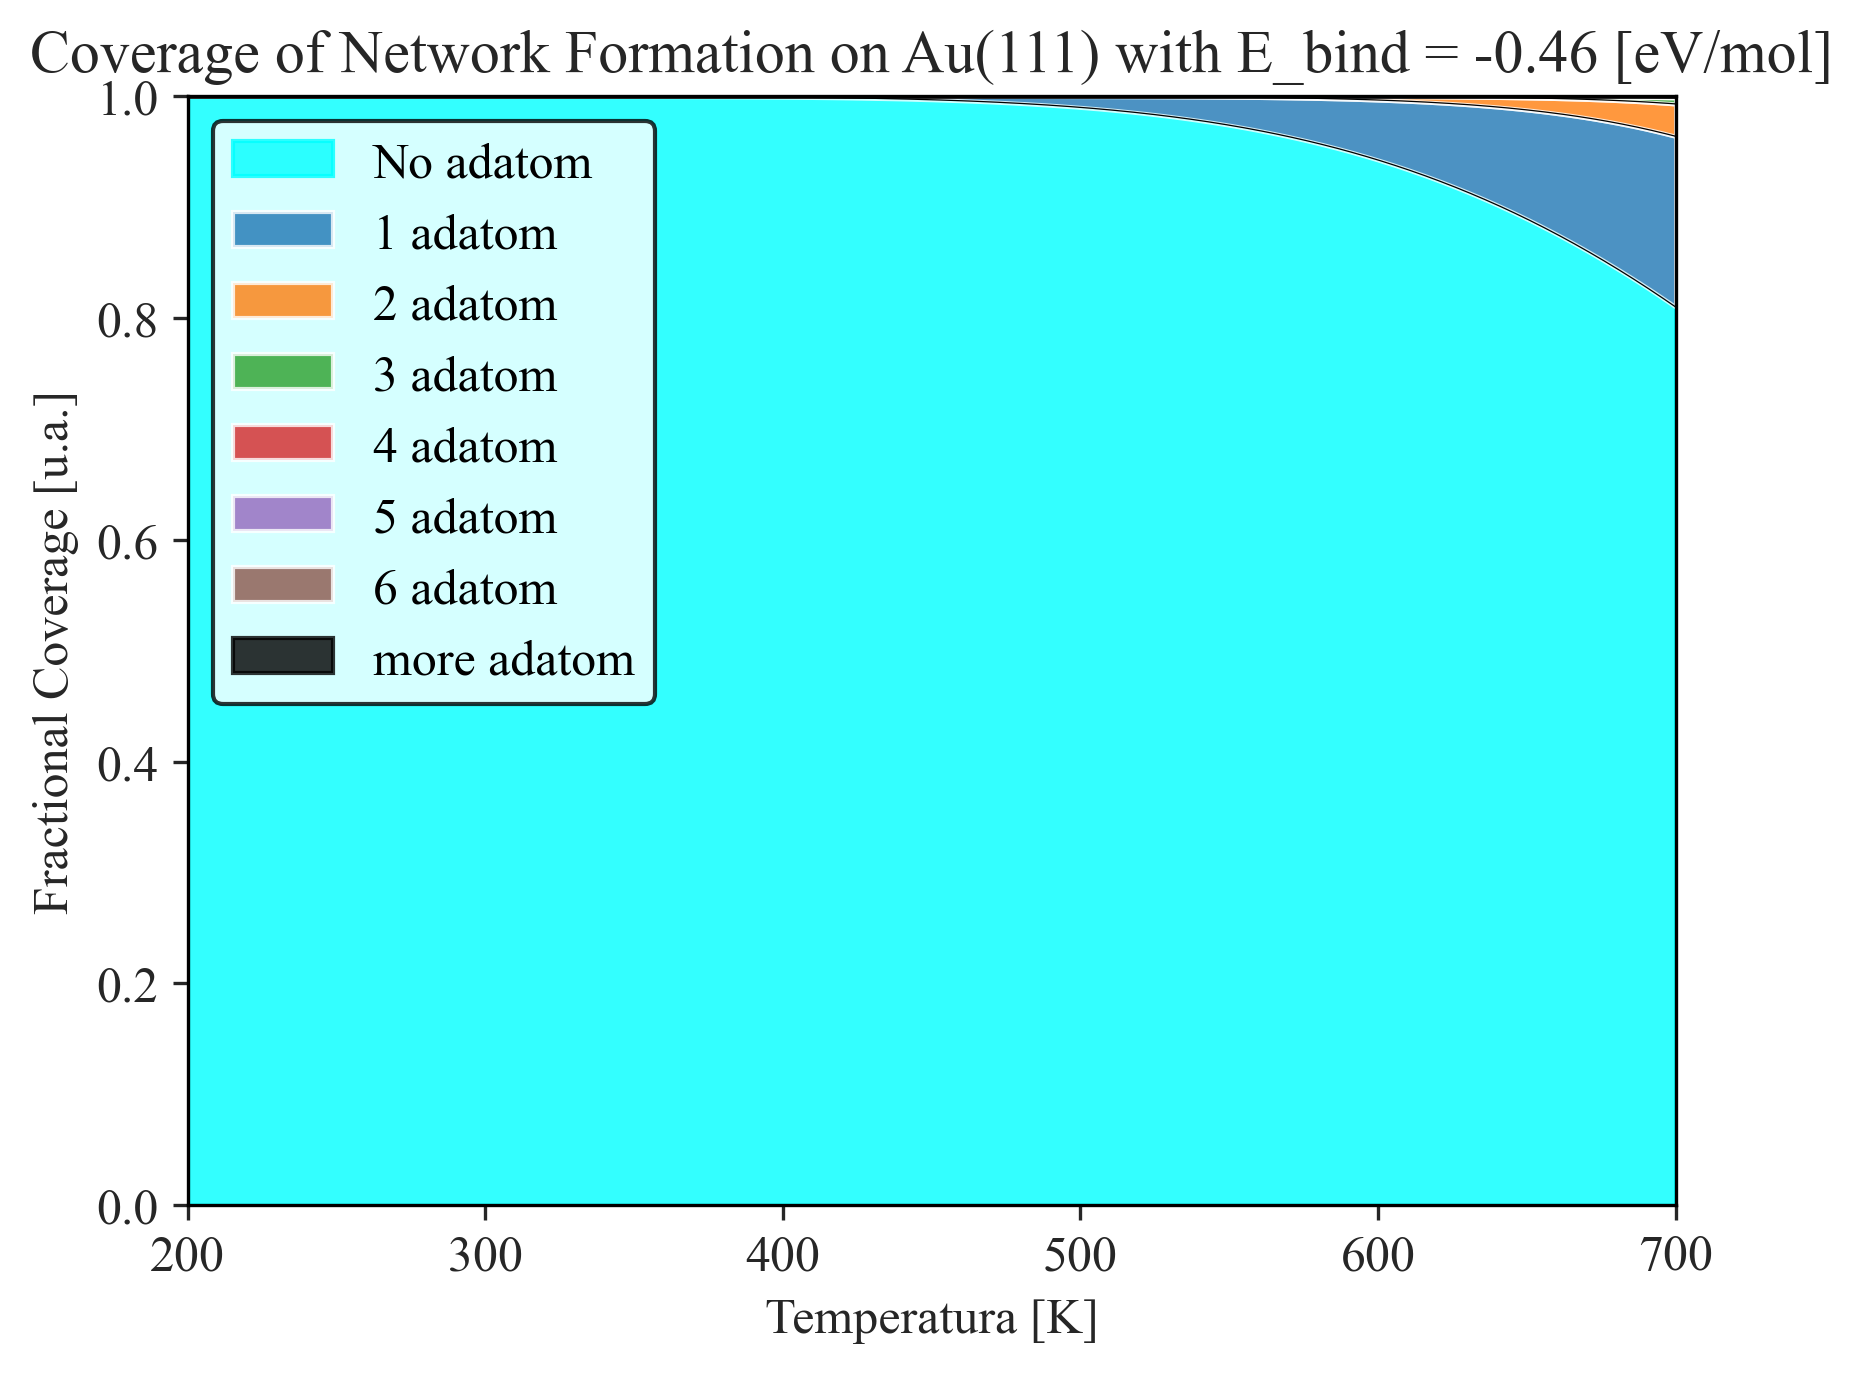 Coverage of Network Formation on Au(111) with E_bind = -0.46 [eV/mol]
1.0
0.8
0.6
0.4
0.2
0.0
Fractional Coverage [u.a.]
No adatom
1 adatom
2 adatom
3 adatom
4 adatom
5 adatom
6 adatom
more adatom
200 300 400 500 600 700
Temperatura [K]